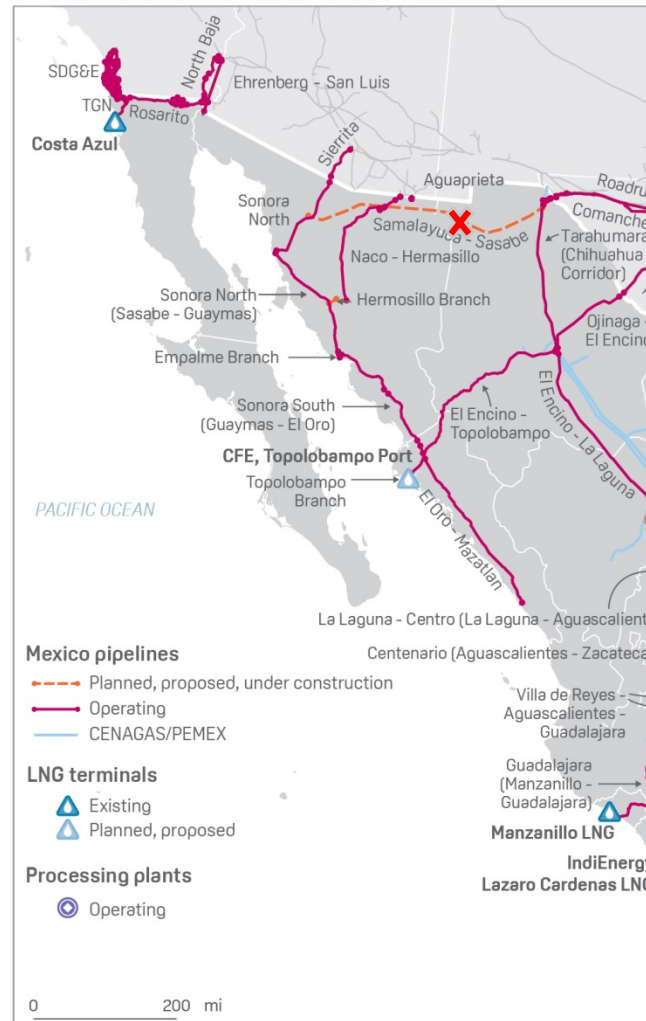 SDG&E
North Baja
Ehrenberg - San Luis
TGN
Rosarito
Costa Azul
Sierrita
Aguaprieta
Roadru
Comanche
Sonora
North
Samalayuca - Sasabe
Tarahumara
(Chihuahua
Corridor)
Naco - Hermasillo
Sonora North
(Sasabe - Guaymas)
Hermosillo Branch
Ojinaga -
El Encino
Empalme Branch
Sonora South
(Guaymas - El Oro)
El Encino -
Topolobampo
El Encino - La Laguna
CFE, Topolobampo Port
Topolobampo
Branch
PACIFIC OCEAN
El Oro - Mazatlan
La Laguna - Centro (La Laguna - Aguascalient
Mexico pipelines
Centenario (Aguascalientes - Zacateca
Planned, proposed, under construction
Operating
CENAGAS/PEMEX
Villa de Reyes -
Aguascalientes -
Guadalajara
LNG terminals
Existing
Planned, proposed
Guadalajara
(Manzanillo -
Guadalajara)
Manzanillo LNG
Processing plants
Operating
IndiEnergy
Lazaro Cardenas LNG
0 200 mi